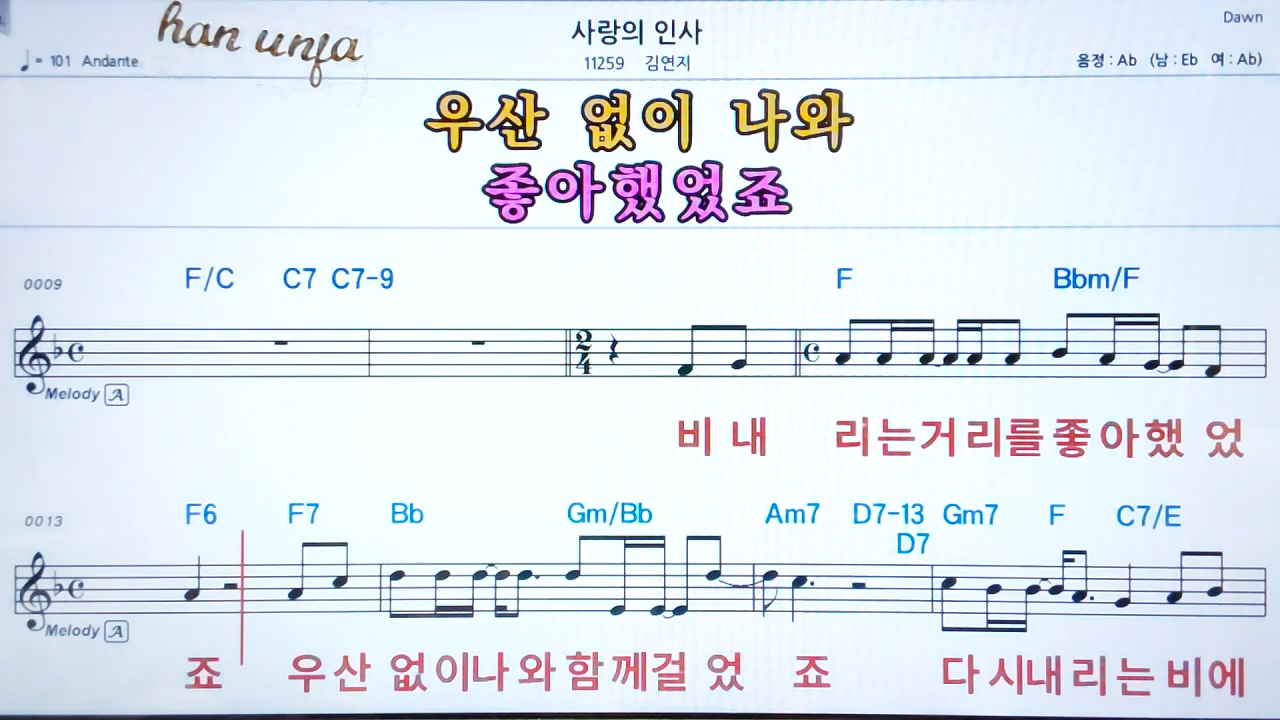 han unfa
Dawn
사랑의 인사
♩= 101 Andante
11259 김연지
음정 : Ab (남 : Eb 여 : Ab)
우산 없이 나와
좋아했었죠
0009 F/C C7 C7-9 F Bbm/F
2
4
Melody A
비 내 리는거리를 좋아했 었
0013 F6 F7 Bb Gm/Bb Am7 D7-13 Gm7 F C7/E
D7
Melody A
죠 우산 없이나와 함께걸 었 죠 다시내리는 비에